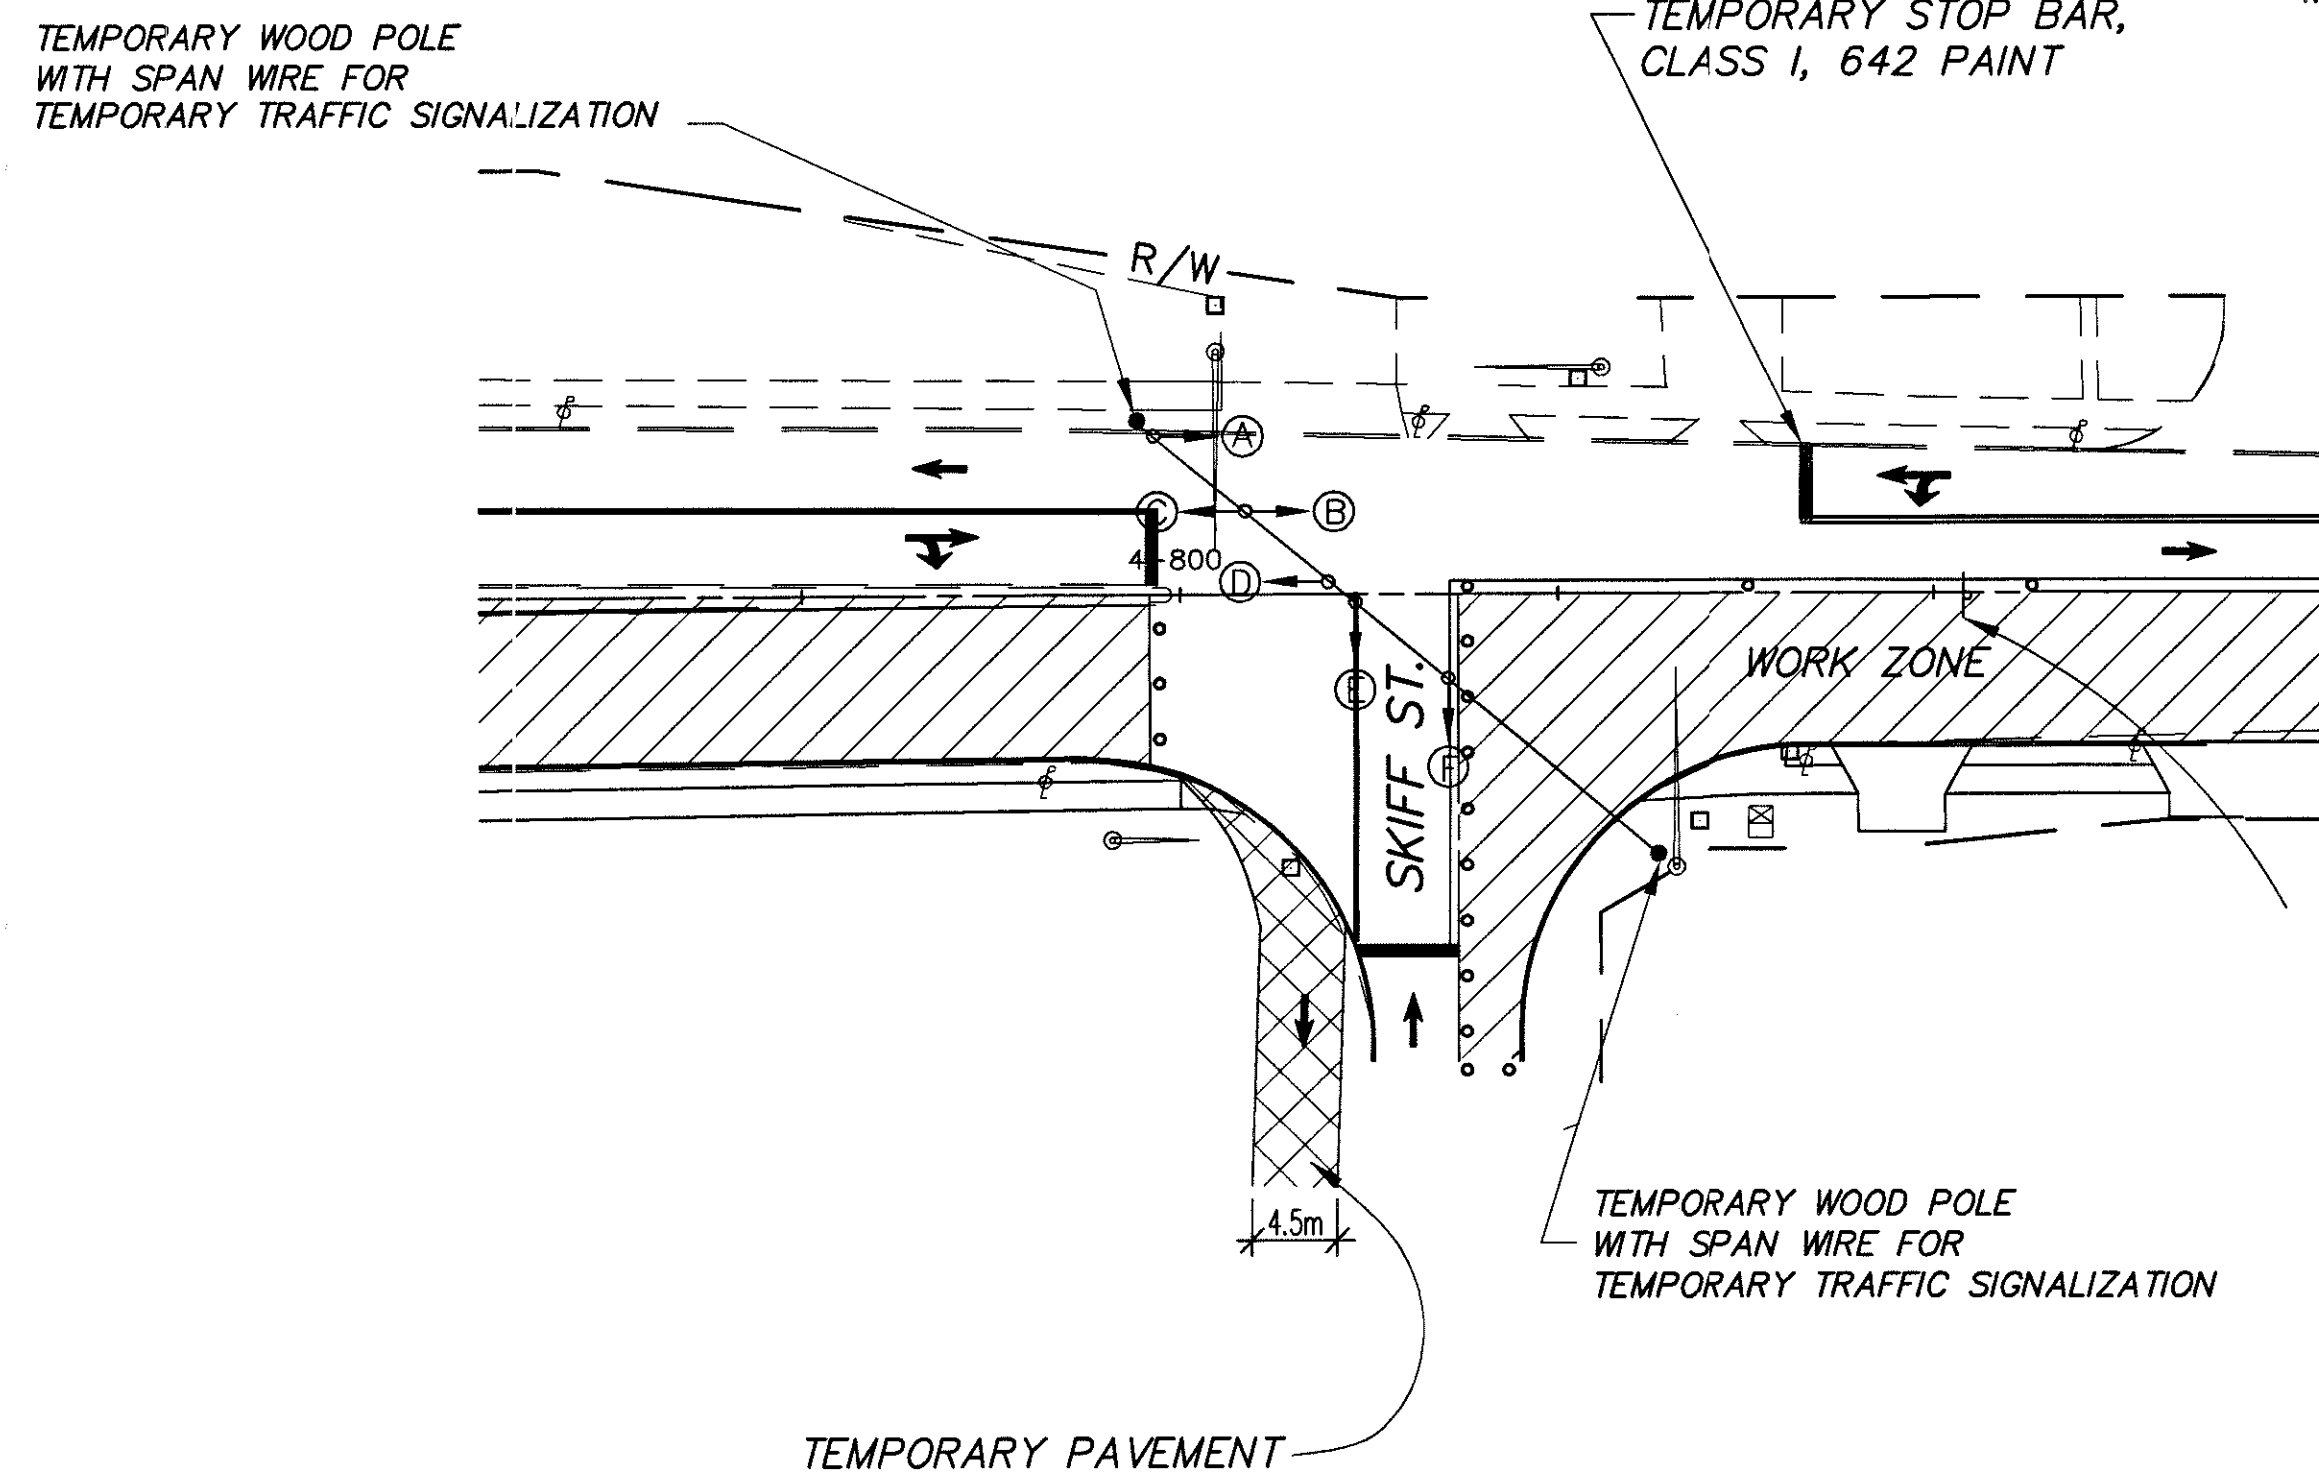 TEMPORARY WOOD POLE
WITH SPAN WIRE FOR
TEMPORARY TRAFFIC SIGNALIZATION
TEMPORARY STOP BAR,
CLASS I, 642 PAINT
R/W
A
C
B
800
D
E
SKIFF ST.
F
WORK ZONE
4.5m
TEMPORARY WOOD POLE
WITH SPAN WIRE FOR
TEMPORARY TRAFFIC SIGNALIZATION
TEMPORARY PAVEMENT